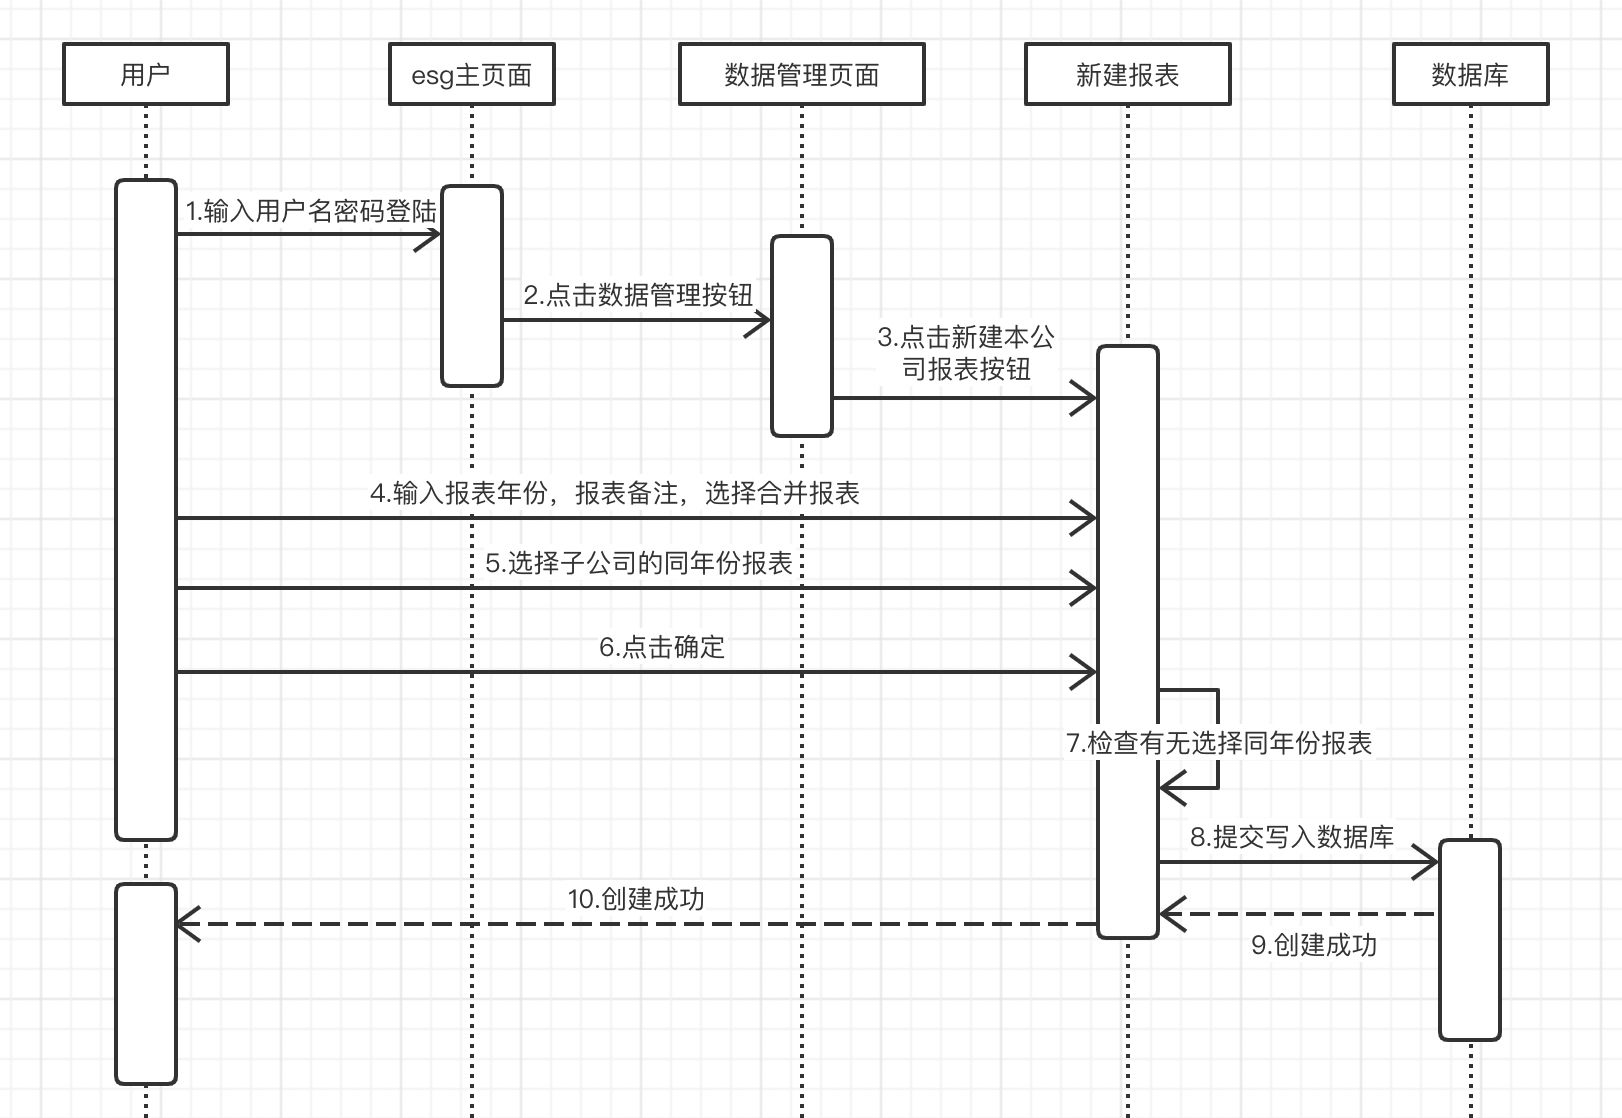 用户
esg主页面
数据管理页面
新建报表
数据库
1.输入用户名密码登陆
2.点击数据管理按钮
3.点击新建本公
司报表按钮
4.输入报表年份，报表备注，选择合并报表
5.选择子公司的同年份报表
6.点击确定
7.检查有无选择同年份报表
8.提交写入数据库
10.创建成功
9.创建成功